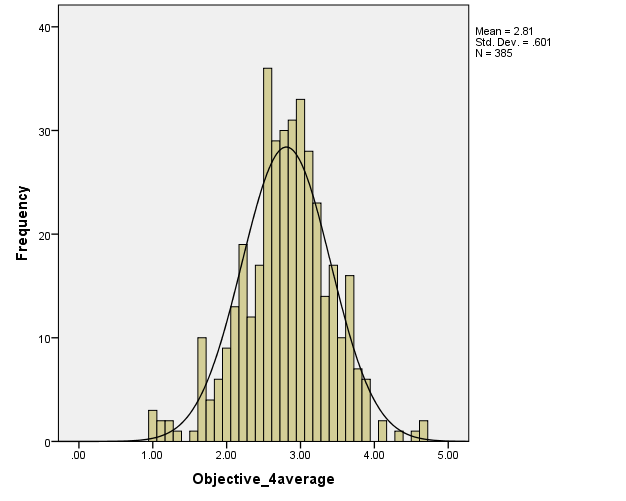 Mean = 2.81
Std. Dev. = .601
N = 385
40
30
20
10
0
Frequency
.00 1.00 2.00 3.00 4.00 5.00
Objective_4average